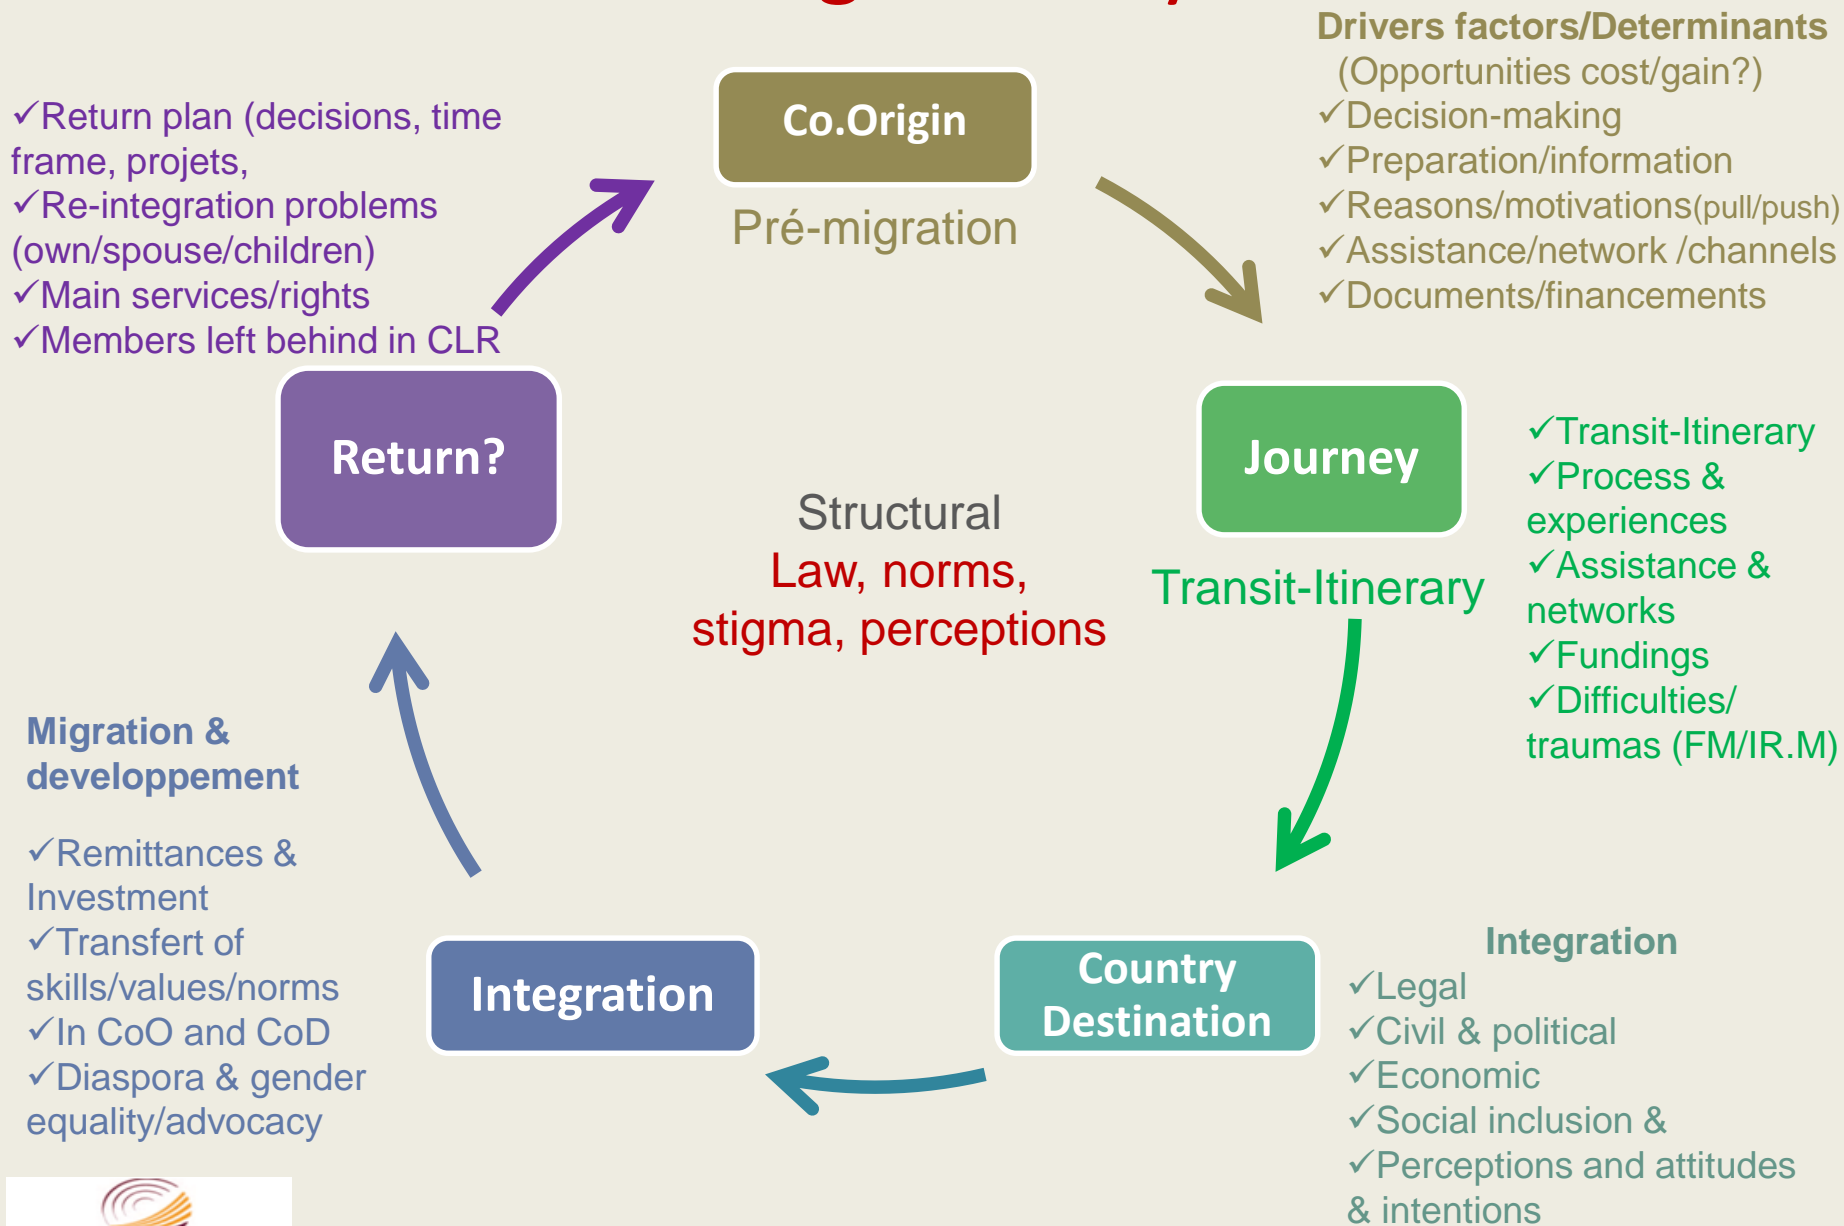 Drivers factors/Determinants
(Opportunities cost/gain?)
✓Decision-making
✓Preparation/information
✓Reasons/motivations(pull/push)
✓Assistance/network /channels
✓Documents/financements
Co.Origin
Pré-migration
✓Return plan (decisions, time
frame, projets,
✓Re-integration problems
(own/spouse/children)
✓Main services/rights
✓Members left behind in CLR
Return?
Journey
Transit-Itinerary
✓Transit-Itinerary
✓Process &
experiences
✓Assistance &
networks
✓Fundings
✓Difficulties/
traumas (FM/IR.M)
Structural
Law, norms,
stigma, perceptions
Migration &
developpement
✓Remittances &
Investment
✓Transfert of
skills/values/norms
✓In CoO and CoD
✓Diaspora & gender
equality/advocacy
Integration
Country
Destination
Integration
✓Legal
✓Civil & political
✓Economic
✓Social inclusion &
✓Perceptions and attitudes
& intentions